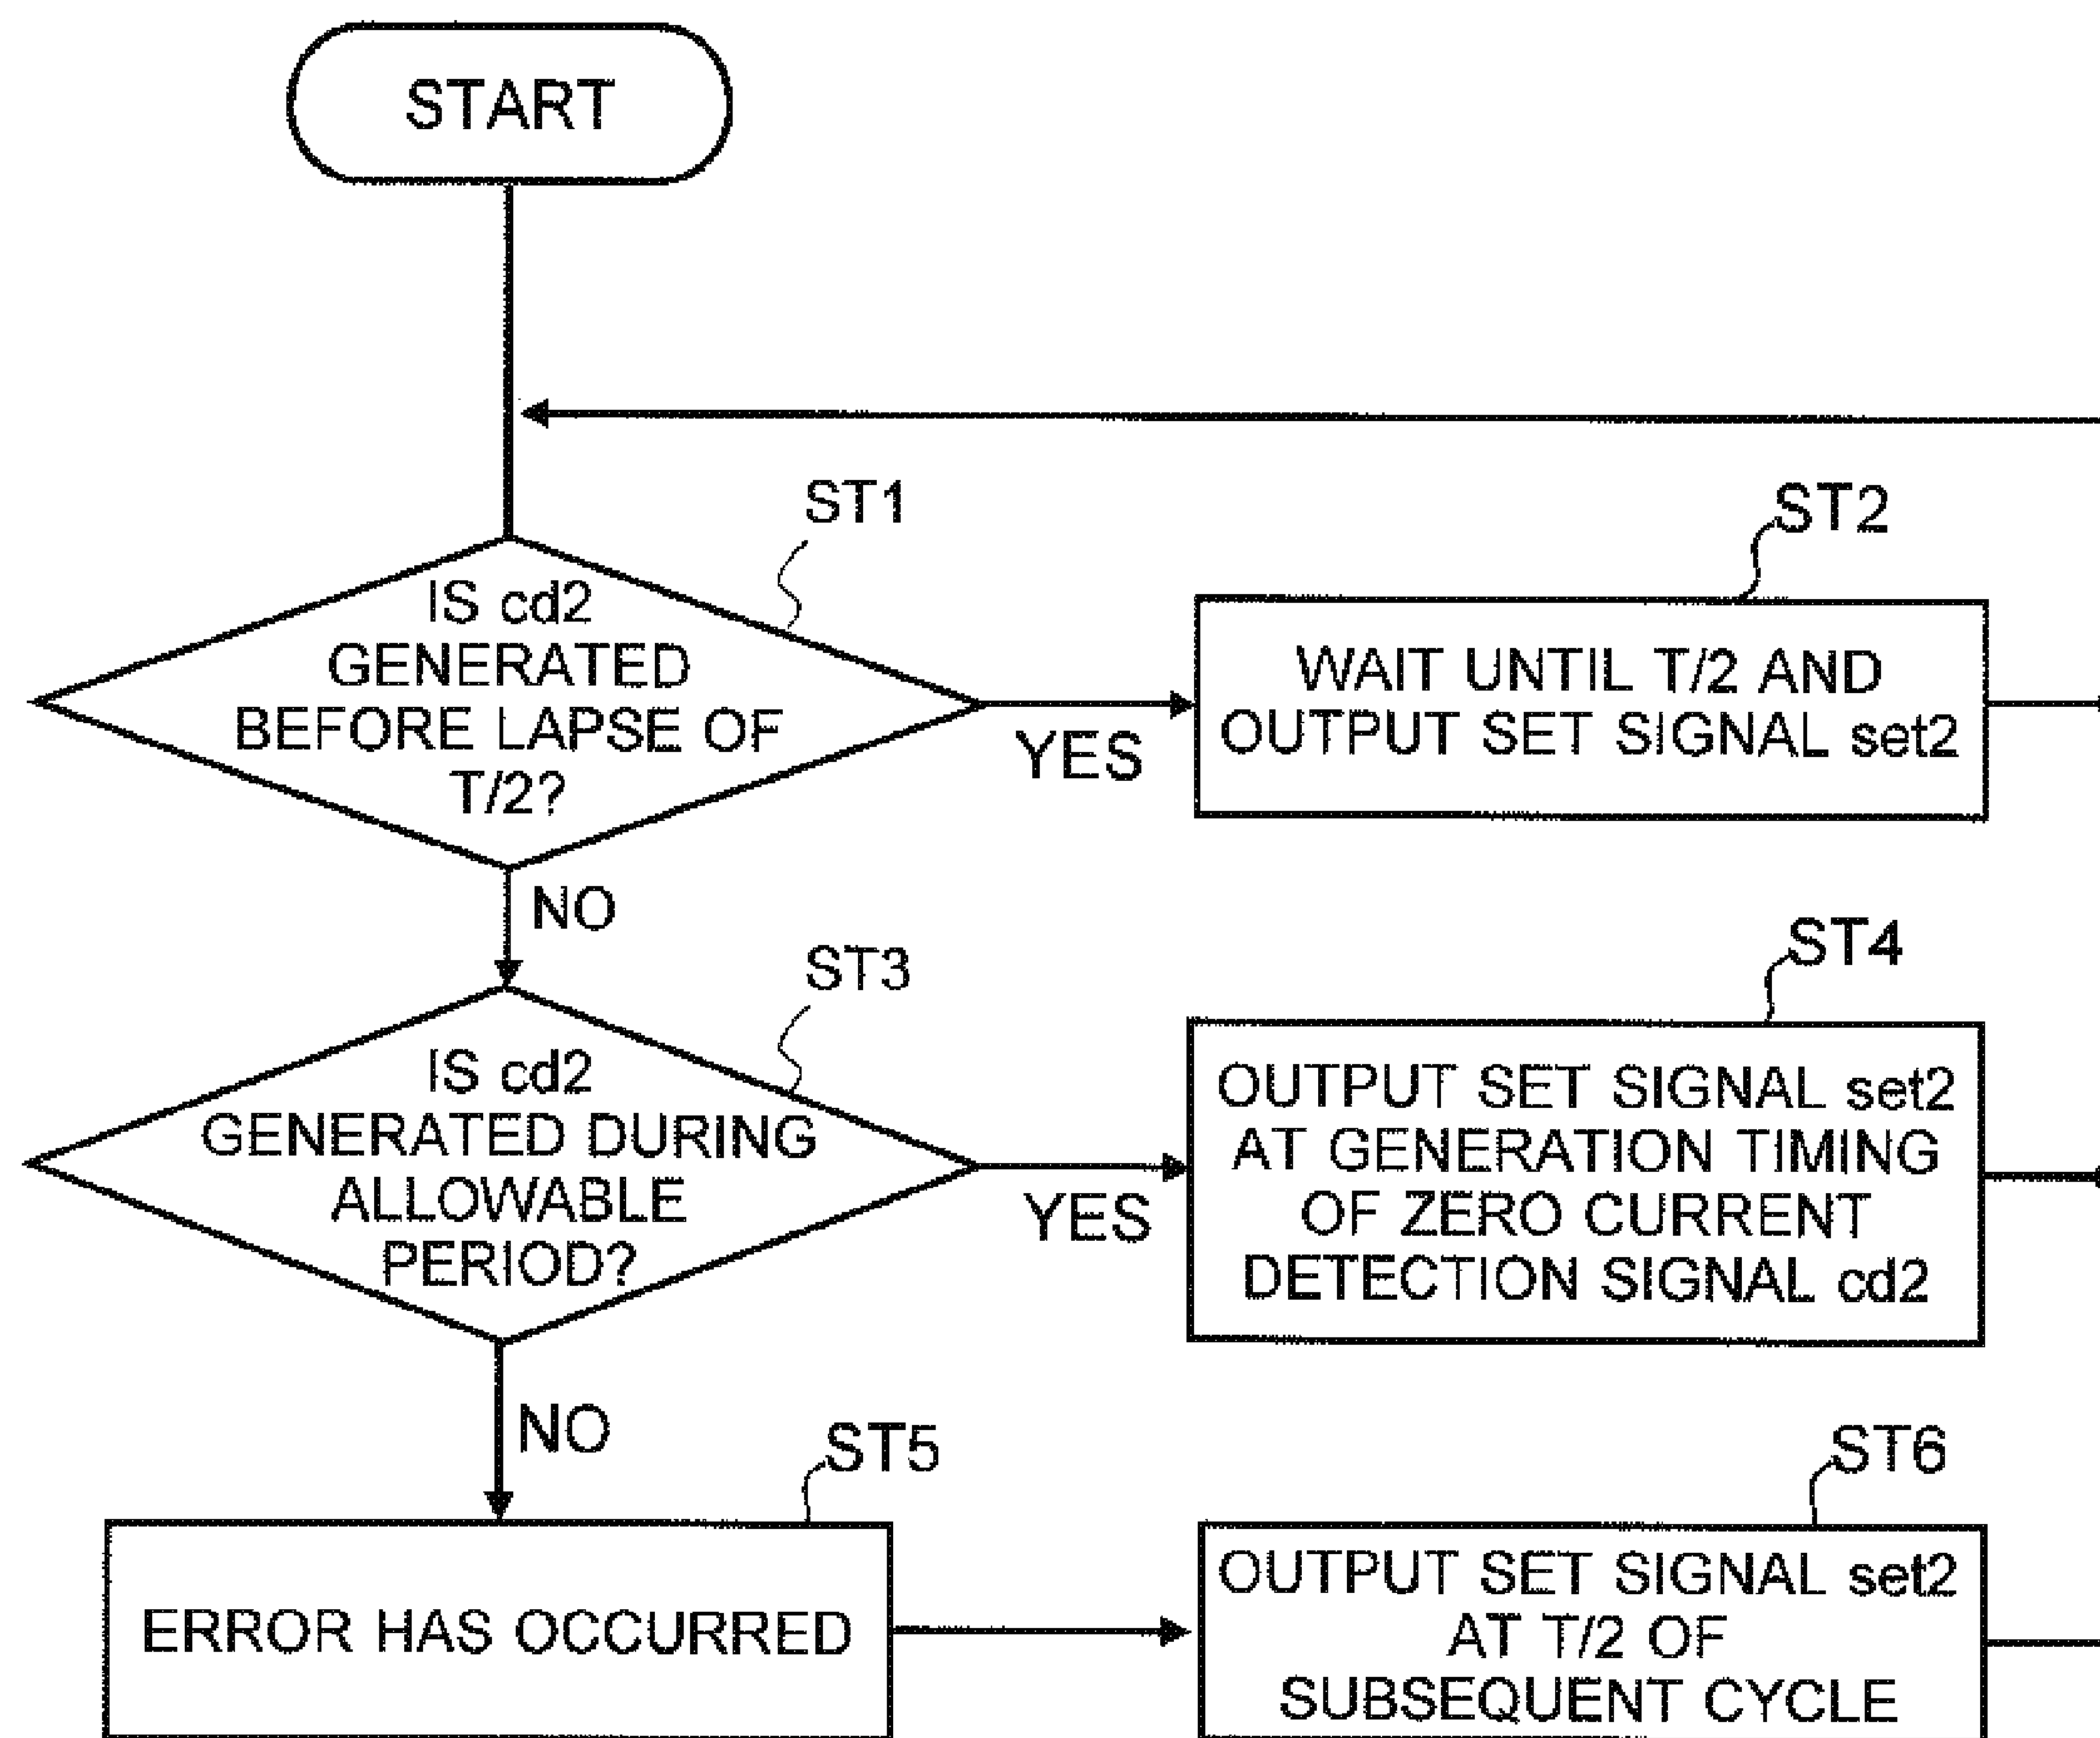 START
ST1
IS cd2
GENERATED
BEFORE LAPSE OF
T/2?
YES
ST2
WAIT UNTIL T/2 AND
OUTPUT SET SIGNAL set2
NO
ST3
IS cd2
GENERATED DURING
ALLOWABLE
PERIOD?
YES
ST4
OUTPUT SET SIGNAL set2
AT GENERATION TIMING
OF ZERO CURRENT
DETECTION SIGNAL cd2
NO
ST5
ERROR HAS OCCURRED
ST6
OUTPUT SET SIGNAL set2
AT T/2 OF
SUBSEQUENT CYCLE